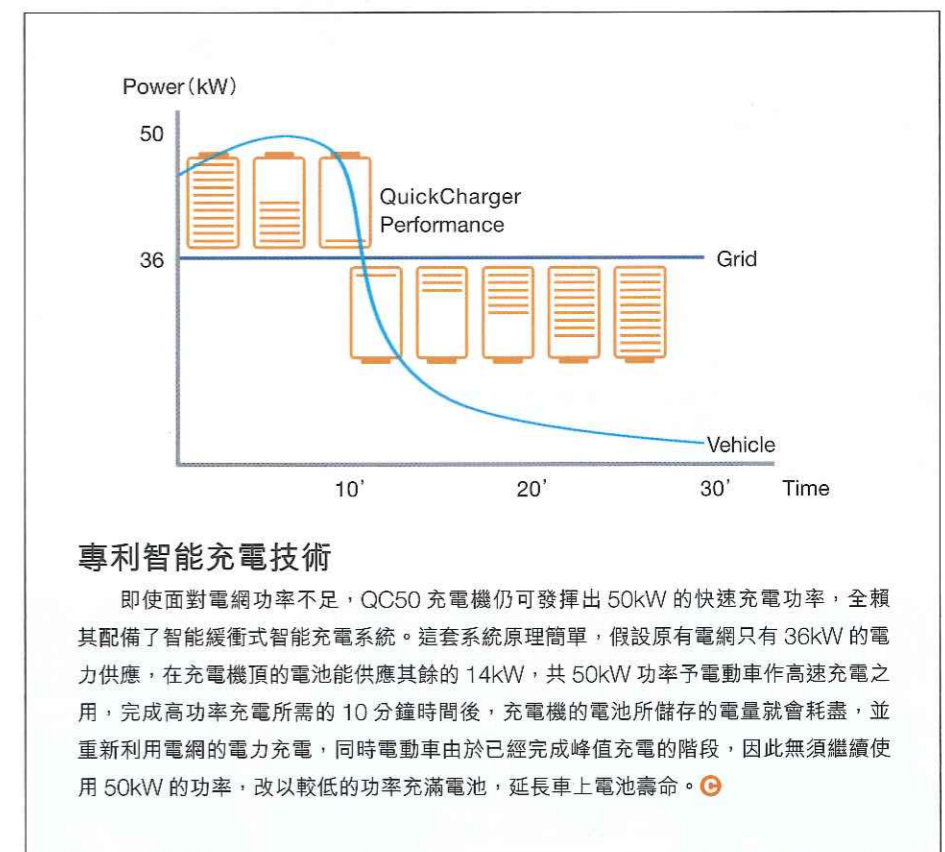 Power(kW)
50
QuickCharger
Performance
36
Grid
Vehicle
10'
20'
30'
Time
專利智能充電技術
即使面對電網功率不足，QC50 充電機仍可發揮出 50kW 的快速充電功率，全賴
其配備了智能緩衝式智能充電系統。這套系統原理簡單，假設原有電網只有 36kW 的電
力供應，在充電機頂的電池能供應其餘的 14kW，共 50kW 功率予電動車作高速充電之
用，完成高功率充電所需的 10 分鐘時間後，充電機的電池所儲存的電量就會耗盡，並
重新利用電網的電力充電，同時電動車由於已經完成峰值充電的階段，因此無須繼續使
用 50kW 的功率，改以較低的功率充滿電池，延長車上電池壽命。C